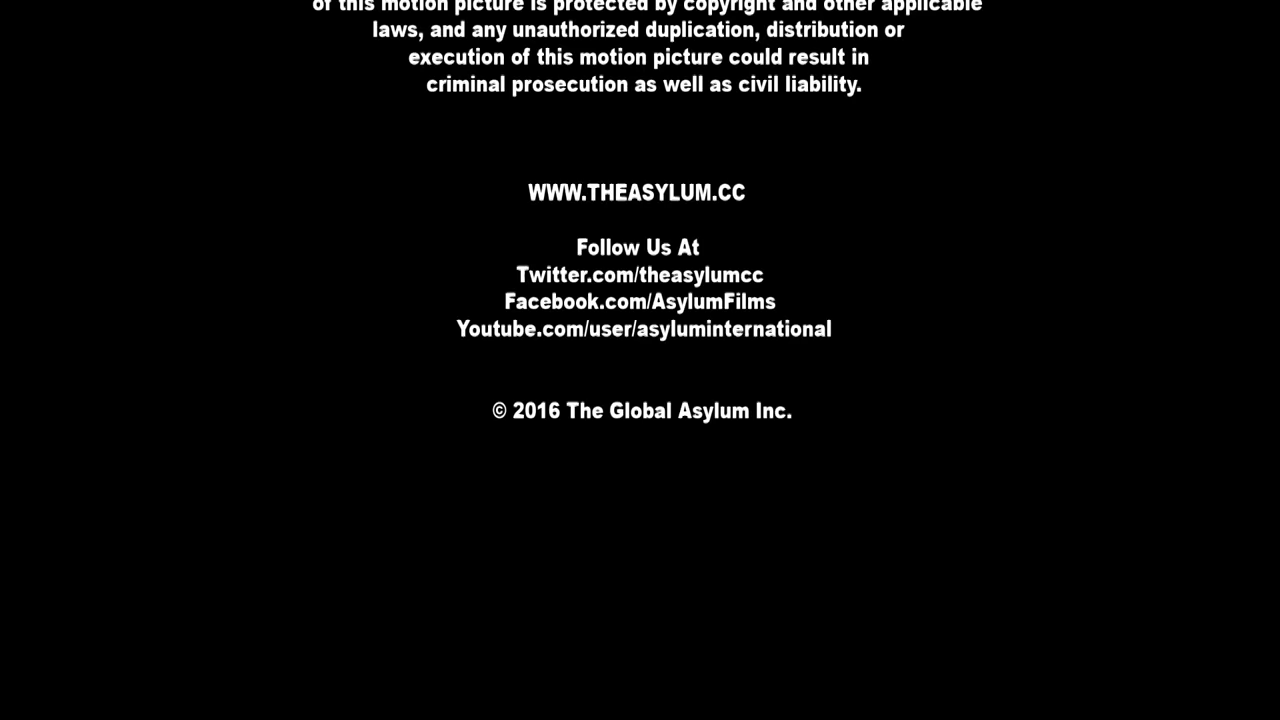 of this motion picture is protected by copyright and other applicable
laws, and any unauthorized duplication, distribution or
execution of this motion picture could result in
criminal prosecution as well as civil liability.
WWW.THEASYLUM.CC
Follow Us At
Twitter.com/theasylumcc
Facebook.com/AsylumFilms
Youtube.com/user/asyluminternational
© 2016 The Global Asylum Inc.